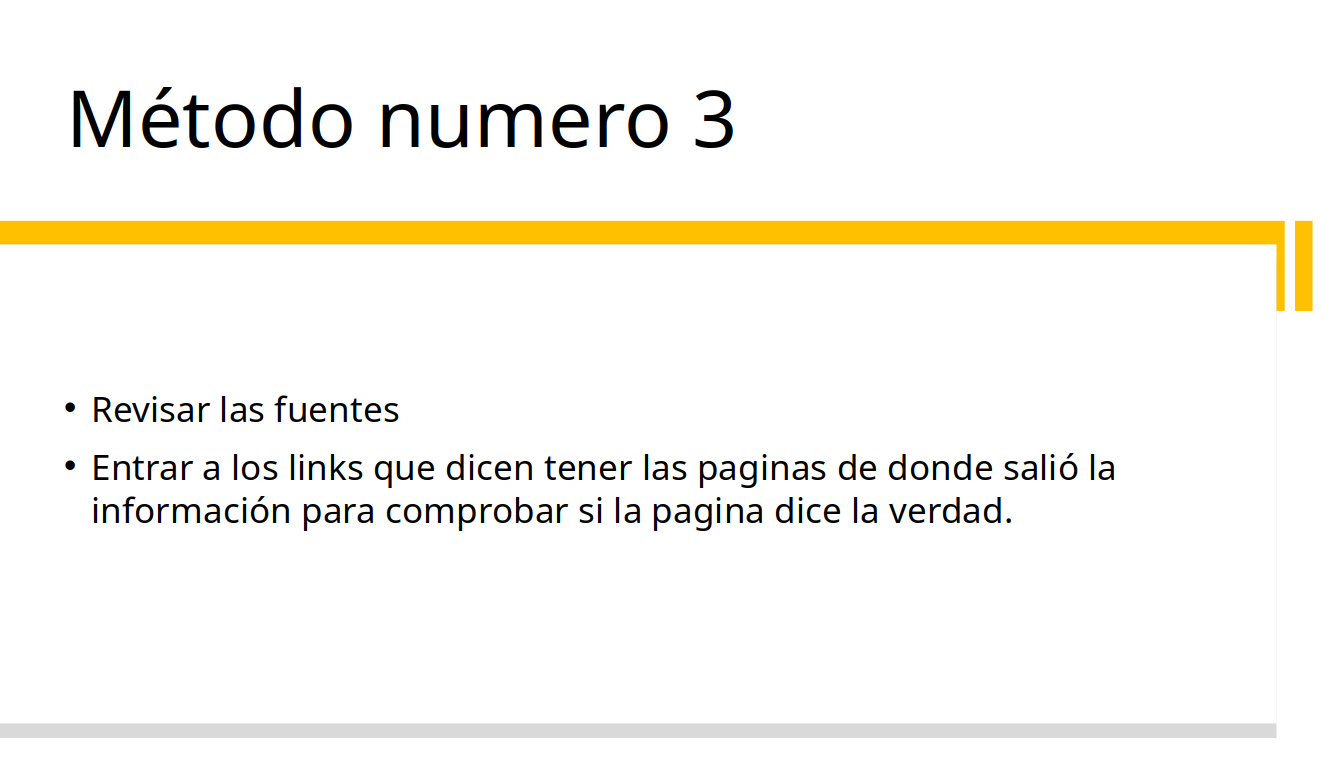 Método numero 3
• Revisar las fuentes
• Entrar a los links que dicen tener las paginas de donde salió la
información para comprobar si la pagina dice la verdad.